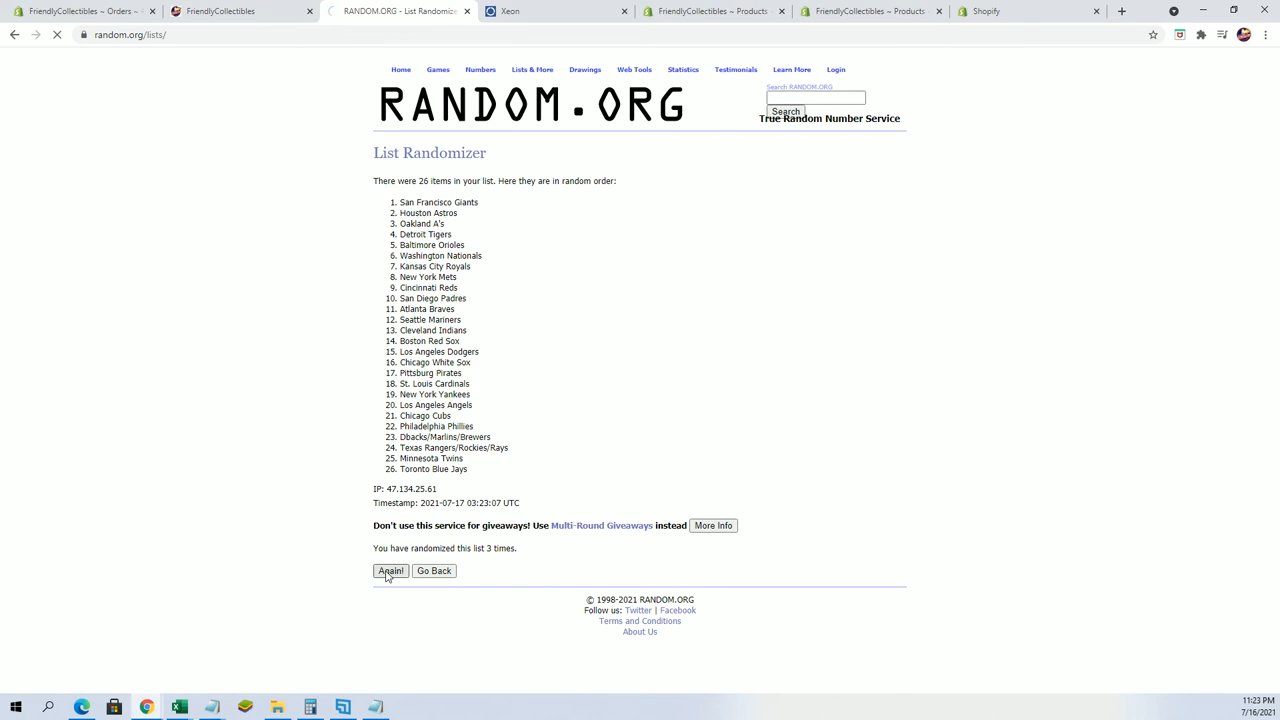 FriendlyCollectibles ~ Orders ~
FriendlyCollectibles
RANDOM.ORG - List Randomizer
Xeon
FriendlyCollectibles ~ Products ~
Shopify
random.org/lists/
Home Games Numbers Lists & More Drawings Web Tools Statistics Testimonials Learn More Login
Search RANDOM.ORG
RANDOM.ORG
Search
True Random Number Service
List Randomizer
There were 26 items in your list. Here they are in random order:
1. San Francisco Giants
2. Houston Astros
3. Oakland A's
4. Detroit Tigers
5. Baltimore Orioles
6. Washington Nationals
7. Kansas City Royals
8. New York Mets
9. Cincinnati Reds
10. San Diego Padres
11. Atlanta Braves
12. Seattle Mariners
13. Cleveland Indians
14. Boston Red Sox
15. Los Angeles Dodgers
16. Chicago White Sox
17. Pittsburg Pirates
18. St. Louis Cardinals
19. New York Yankees
20. Los Angeles Angels
21. Chicago Cubs
22. Philadelphia Phillies
23. Dbacks/Marlins/Brewers
24. Texas Rangers/Rockies/Rays
25. Minnesota Twins
26. Toronto Blue Jays
IP: 47.134.25.61
Timestamp: 2021-07-17 03:23:07 UTC
Don't use this service for giveaways! Use Multi-Round Giveaways instead More Info
You have randomized this list 3 times.
Again! Go Back
© 1998-2021 RANDOM.ORG
Follow us: Twitter | Facebook
Terms and Conditions
About Us
11:23 PM
7/16/2021